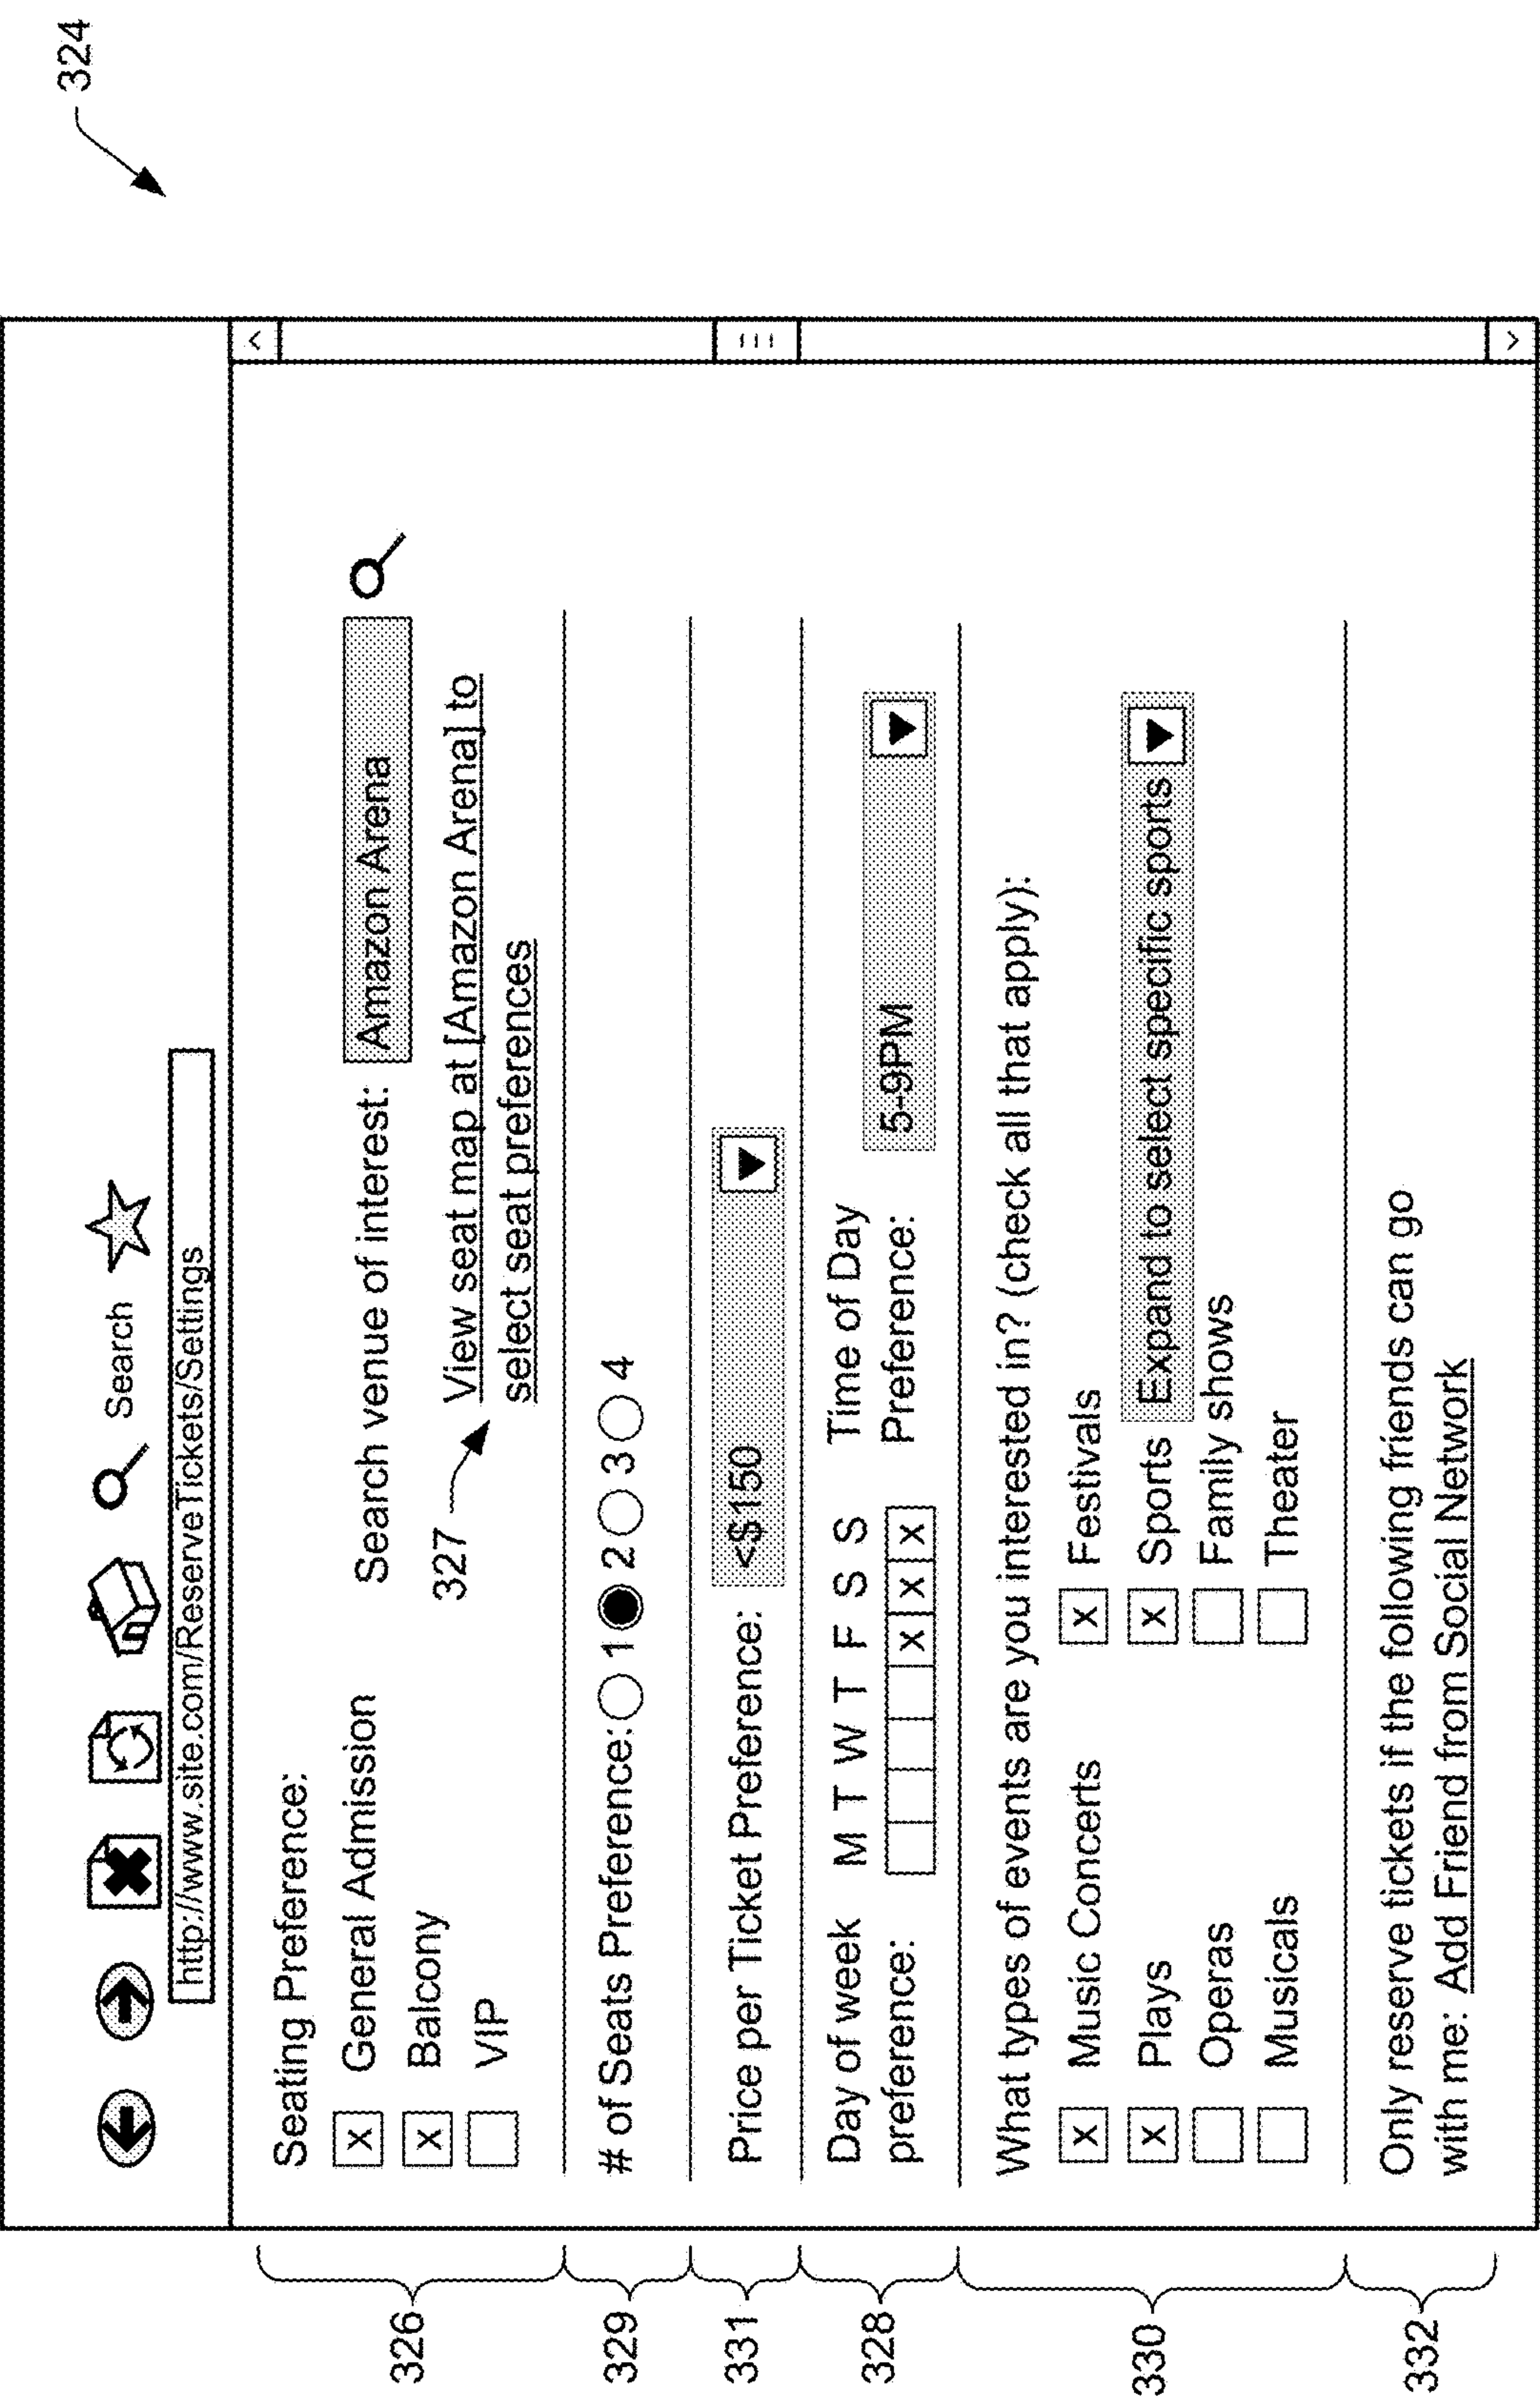 324
Search
http://www.site.com/ReserveTickets/Settings
326
Seating Preference:
x General Admission
x Balcony
VIP
Search venue of interest: Amazon Arena
327
View seat map at [Amazon Arena] to
select seat preferences
329
# of Seats Preference: 1 2 3 4
331
Price per Ticket Preference: <$150
328
Day of week
preference:
M T W T F S S
x x x
Time of Day
Preference:
5-9PM
330
What types of events are you interested in? (check all that apply):
x Music Concerts x Festivals
x Plays x Sports Expand to select specific sports
Operas Family shows
Musicals Theater
332
Only reserve tickets if the following friends can go
with me: Add Friend from Social Network